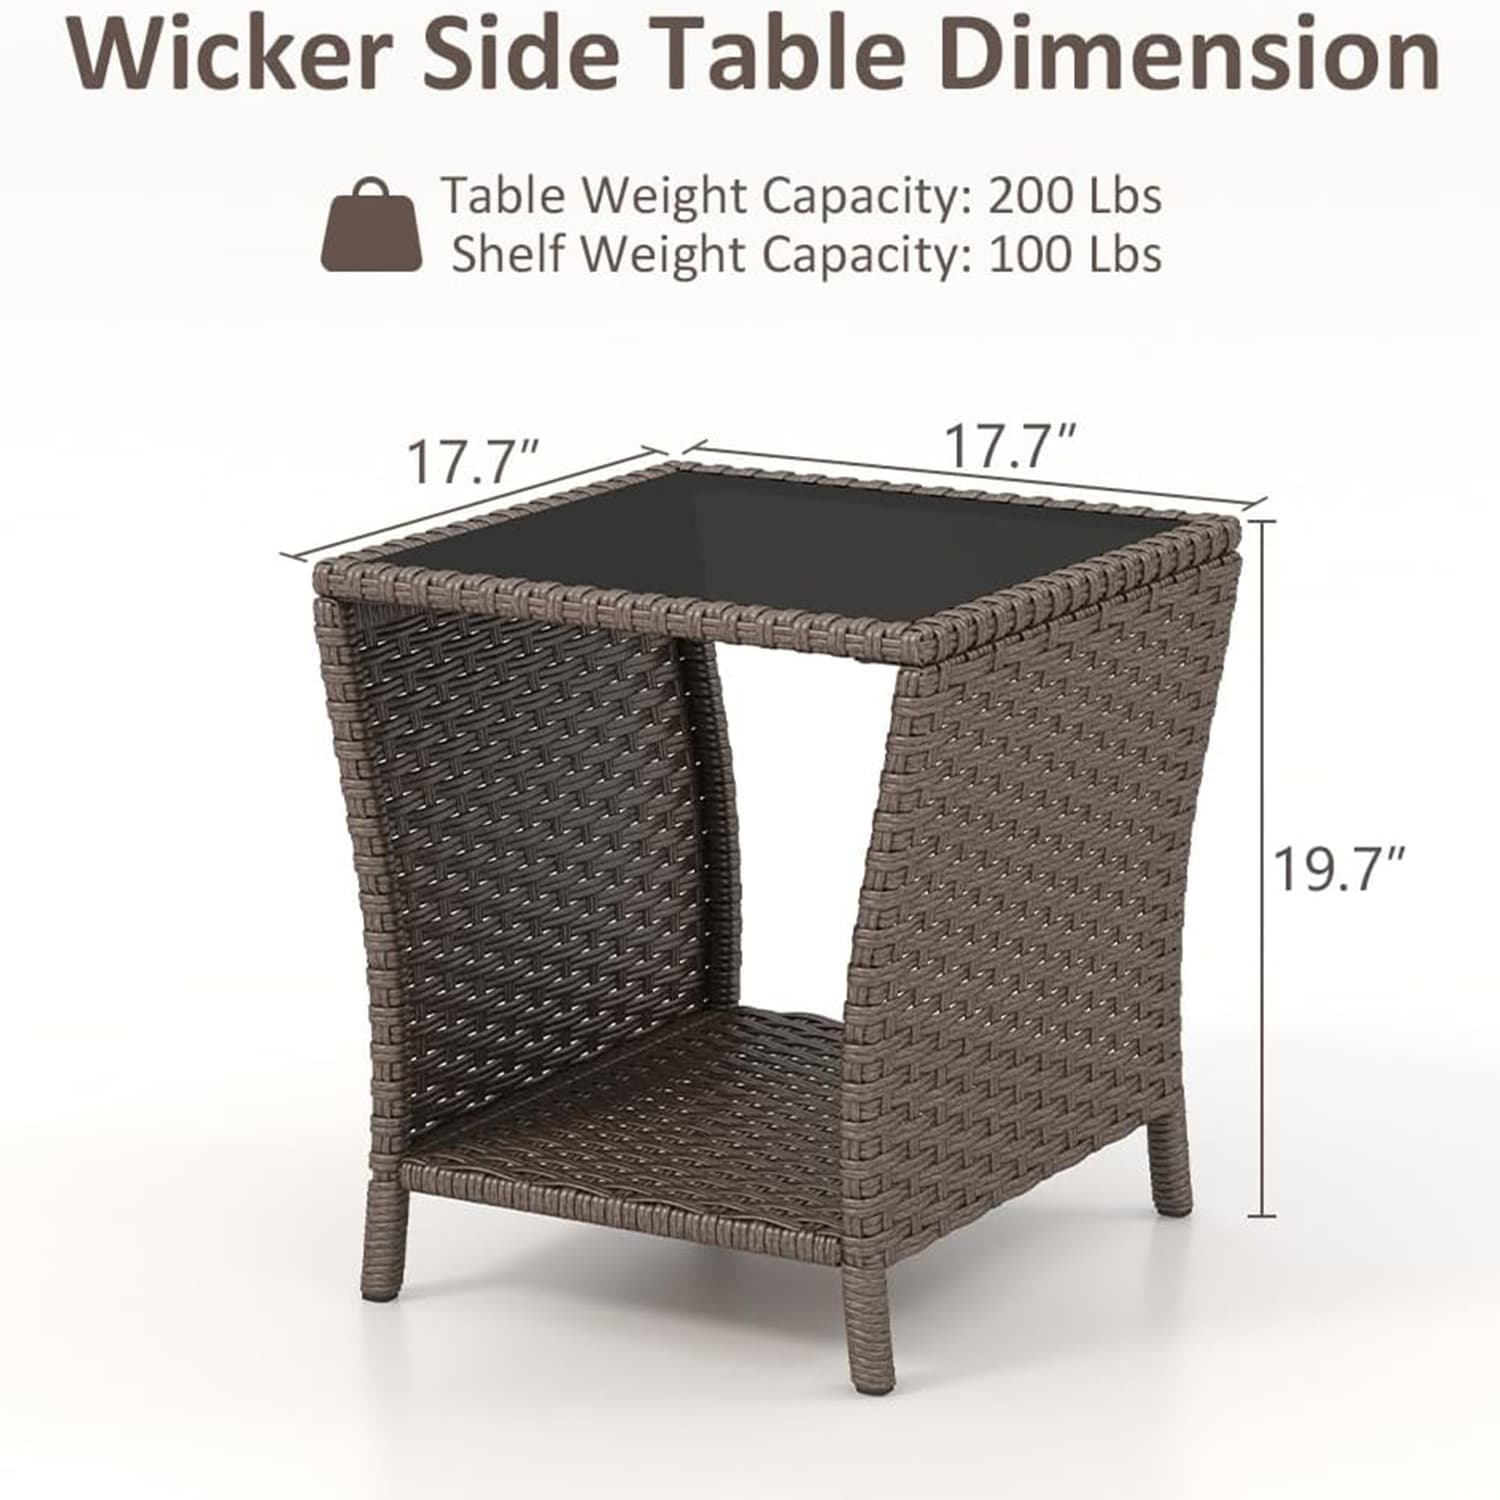 Wicker Side Table Dimension
Table Weight Capacity: 200 Lbs
Shelf Weight Capacity: 100 Lbs
17.7″
17.7″
19.7″